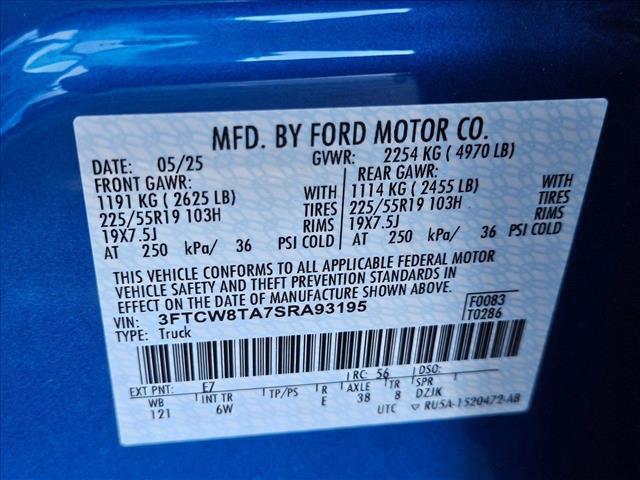 MFD. BY FORD MOTOR CO.
DATE: 05/25 GVWR: 2254 KG ( 4970 LB)
FRONT GAWR: REAR GAWR:
1191 KG ( 2625 LB) WITH 1114 KG ( 2455 LB) WITH
225/55R19 103H TIRES 225/55R19 103H TIRES
19X7.5J RIMS 19X7.5J RIMS
AT 250 kPa/ 36 PSI COLD AT 250 kPa/ 36 PSI COLD
THIS VEHICLE CONFORMS TO ALL APPLICABLE FEDERAL MOTOR
VEHICLE SAFETY AND THEFT PREVENTION STANDARDS IN
EFFECT ON THE DATE OF MANUFACTURE SHOWN ABOVE.
VIN: 3FTCW8TA7SRA93195 F0083
TYPE: Truck T0286
EXT PNT: E7 RC: 56 DSO:
WB INT TR TP/PS R AXLE TR SPR
121 6W E 38 8 DZJK
UTC RU5A-1520472-AB